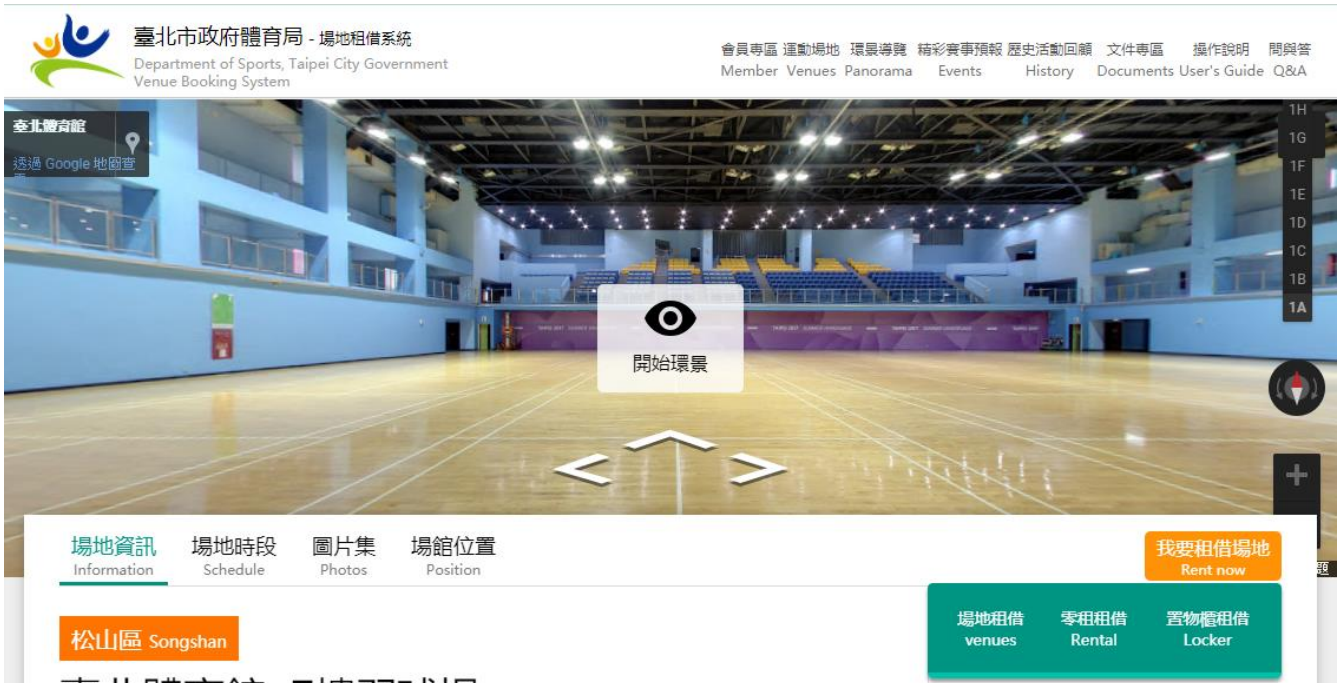 臺北市政府體育局 - 場地租借系統
Department of Sports, Taipei City Government
Venue Booking System
會員專區 運動場地 環景導覽 精彩賽事預報 歷史活動回顧 文件專區 操作說明 問與答
Member Venues Panorama Events History Documents User's Guide Q&A
臺北體育館
透過 Google 地圖查
1H
1G
1F
1E
1D
1C
1B
1A
開始環景
場地資訊 場地時段 圖片集 場館位置
Information Schedule Photos Position
我要租借場地
Rent now
題
場地租借 零租租借 置物櫃租借
venues Rental Locker
松山區 Songshan